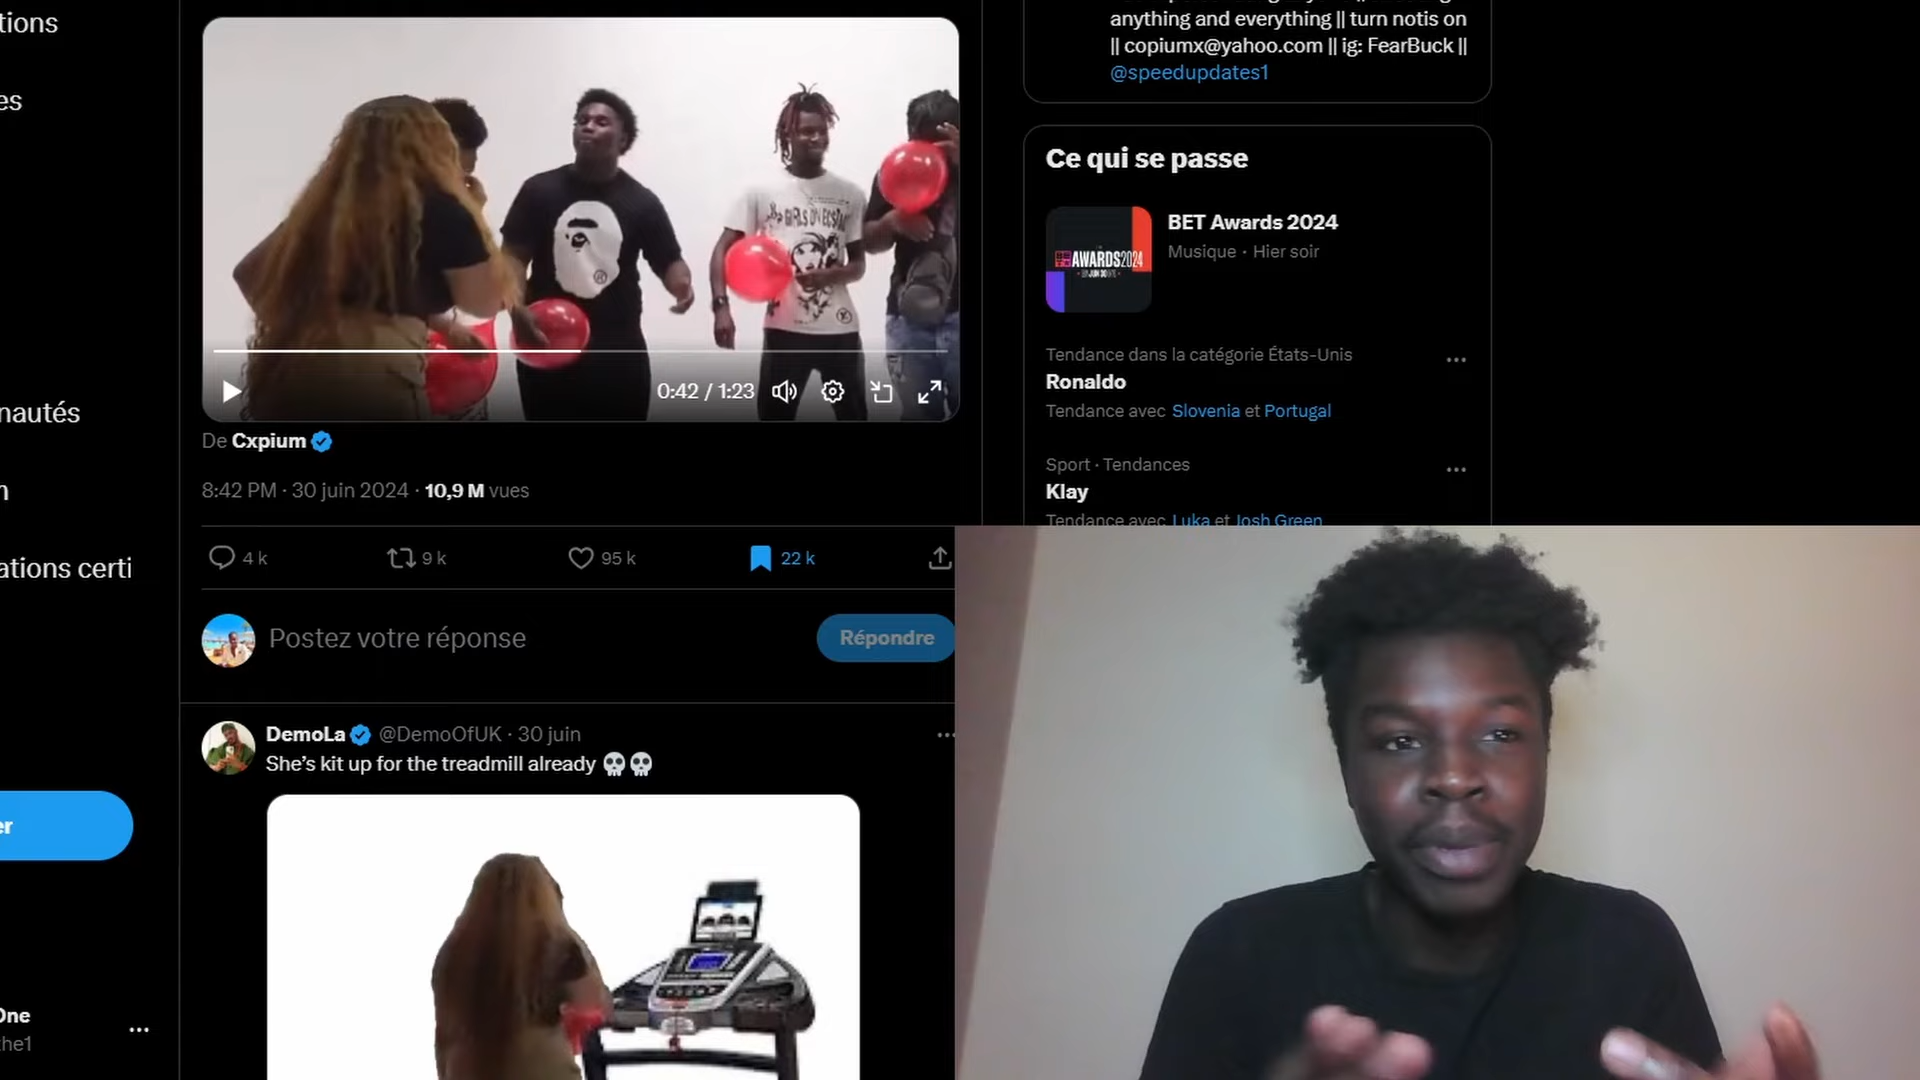 tions
es
nautés
n
ations certi
er
One
he1
0:42 / 1:23
De Cxpium
8:42 PM · 30 juin 2024 · 10,9 M vues
4 k
9 k
95 k
22 k
Postez votre réponse
Répondre
DemoLa @DemoOfUK · 30 juin
She's kit up for the treadmill already 💀💀
anything and everything || turn notis on
|| copiumx@yahoo.com || ig: FearBuck ||
@speedupdates1
Ce qui se passe
AWARDS2024
BET Awards 2024
Musique · Hier soir
Tendance dans la catégorie États-Unis
Ronaldo
Tendance avec Slovenia et Portugal
Sport · Tendances
Klay
Tendance avec Luka et Josh Green